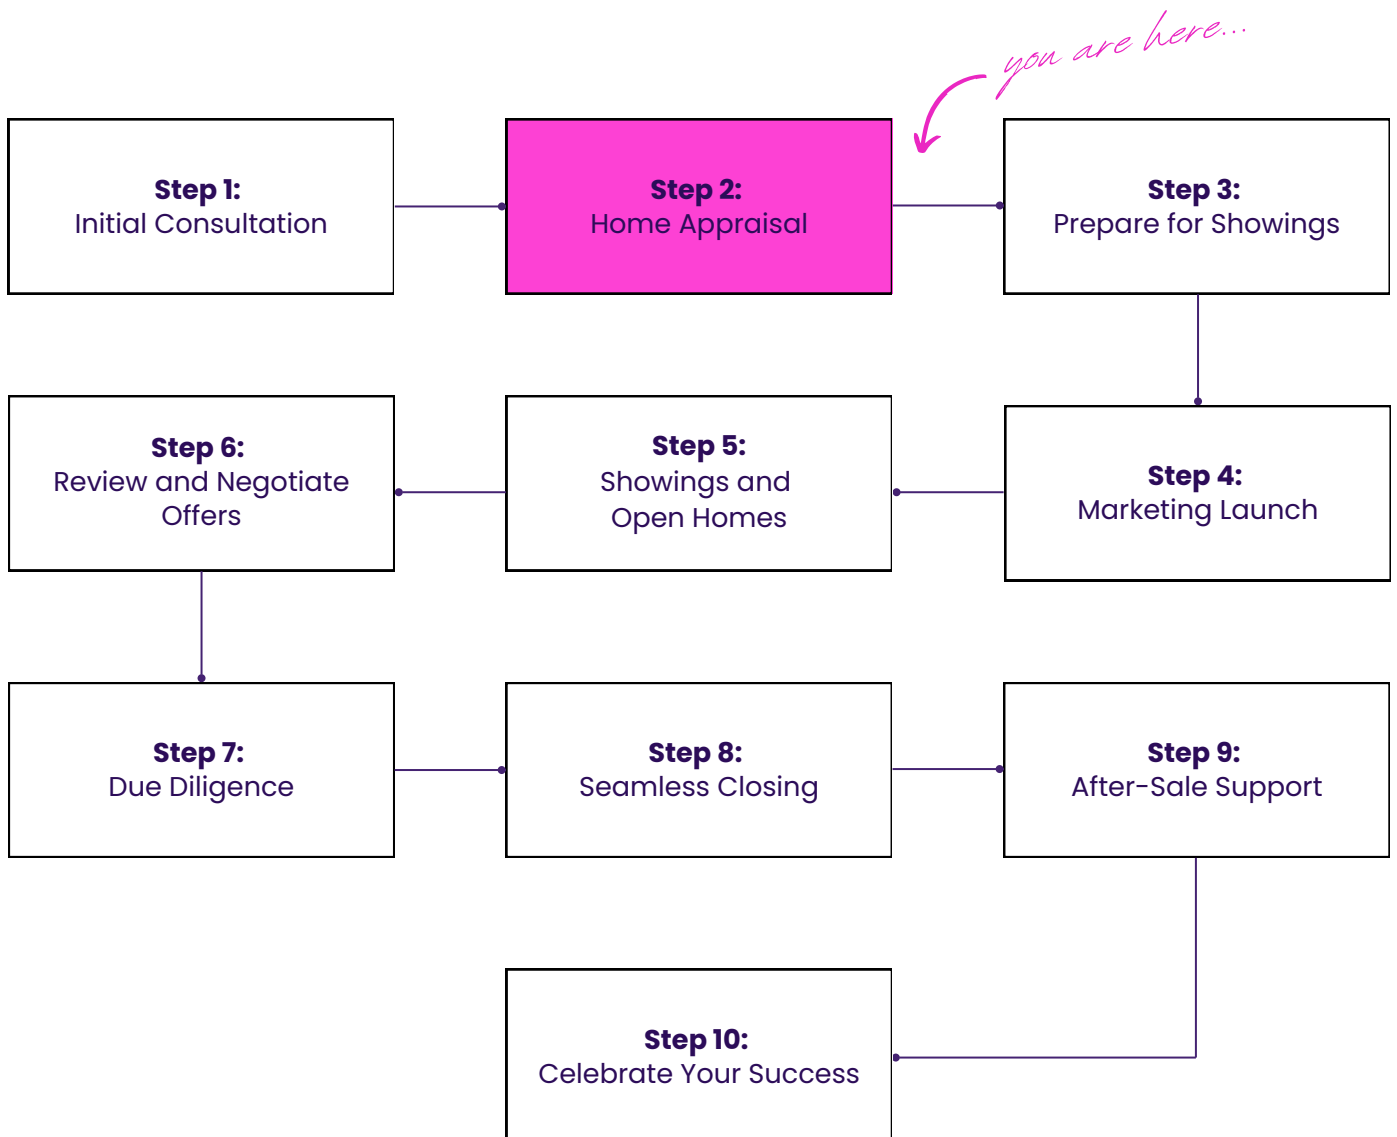 you are here...
Step 1:
Initial Consultation
Step 2:
Home Appraisal
Step 3:
Prepare for Showings
Step 4:
Marketing Launch
Step 5:
Showings and
Open Homes
Step 6:
Review and Negotiate
Offers
Step 7:
Due Diligence
Step 8:
Seamless Closing
Step 9:
After-Sale Support
Step 10:
Celebrate Your Success